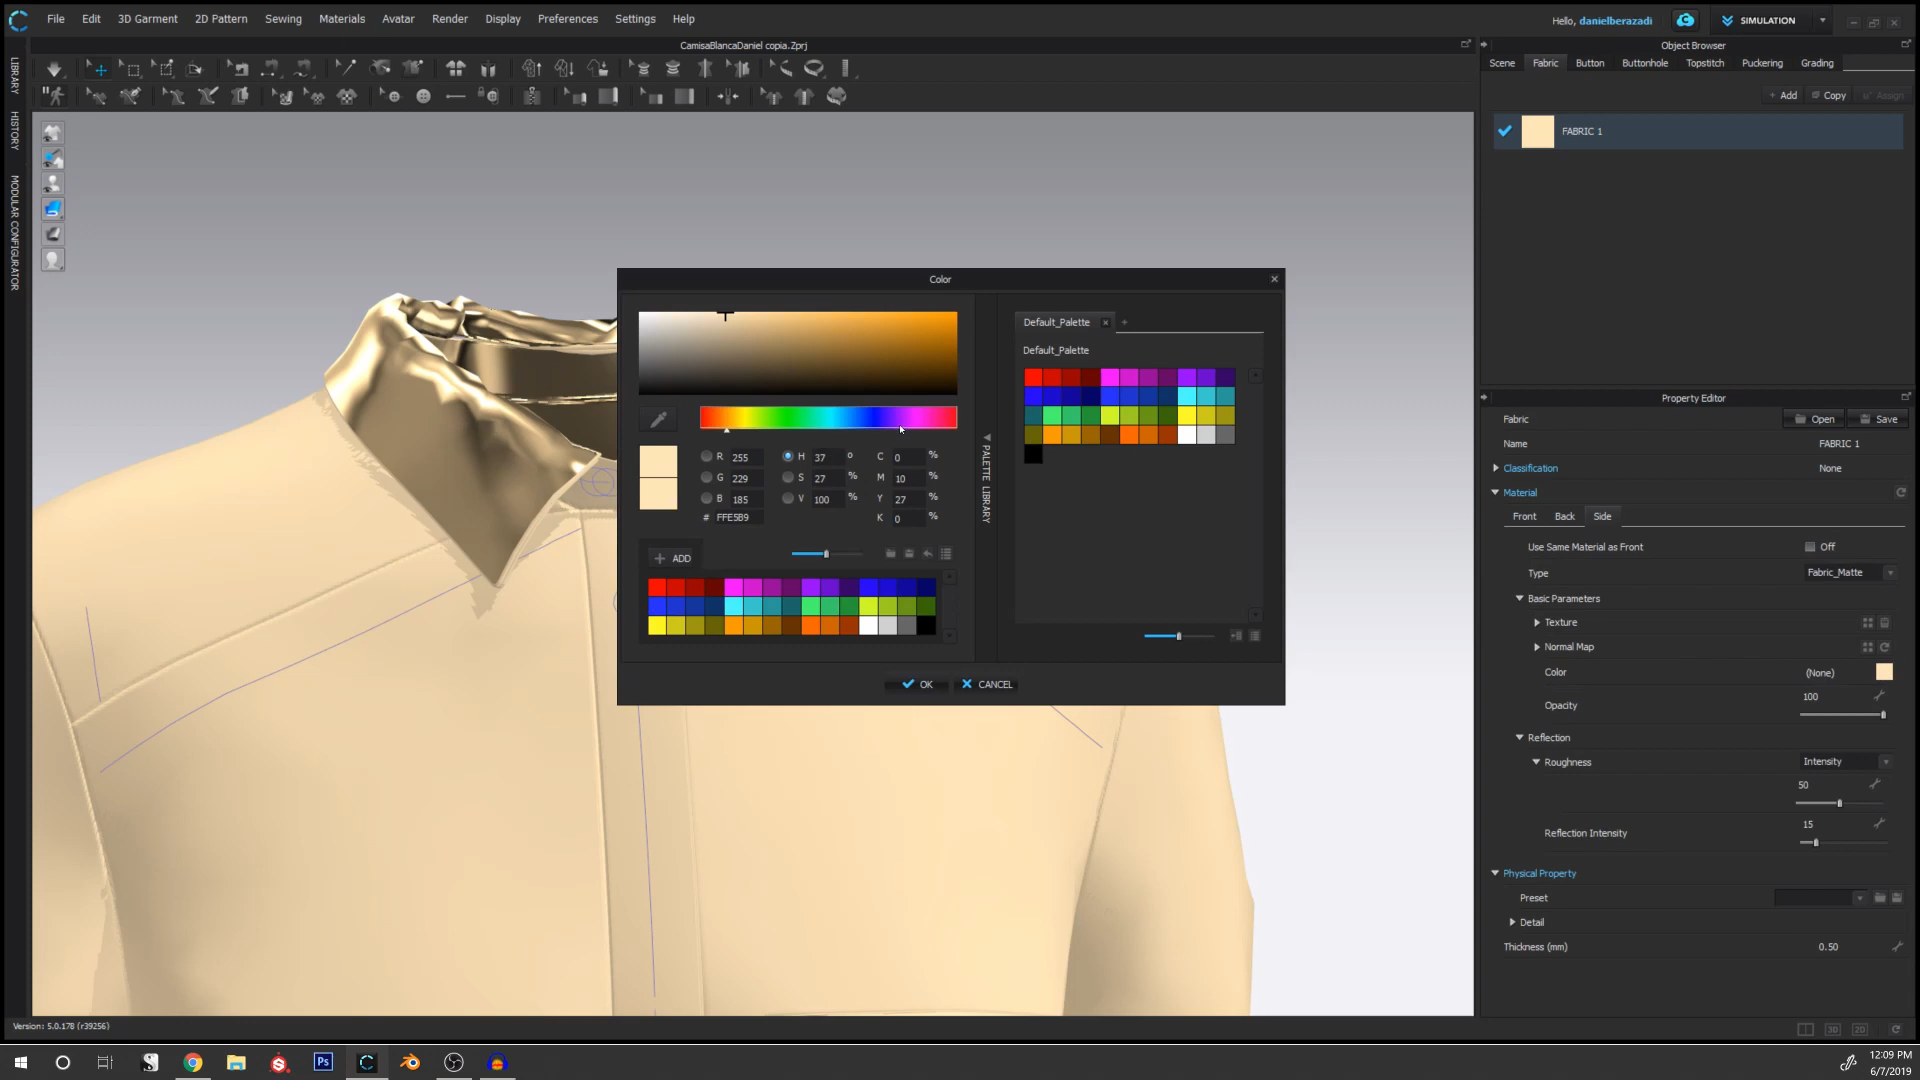 File Edit 3D Garment 2D Pattern Sewing Materials Avatar Render Display Preferences Settings Help
Hello, danielberazadi
SIMULATION
CamisaBlancaDaniel copia.Zprj
Object Browser
LIBRARY
HISTORY
MODULAR CONFIGURATOR
Scene Fabric Button Buttonhole Topstitch Puckering Grading
+ Add Copy Assign
FABRIC 1
Color
Default_Palette
Default_Palette
PALETTE LIBRARY
R 255 H 37 ° C 0 %
G 229 S 27 % M 10 %
B 185 V 100 % Y 27 %
# FFE5B9 K 0 %
+ ADD
OK CANCEL
Property Editor
Fabric Open Save
Name FABRIC 1
Classification None
Material
Front Back Side
Use Same Material as Front Off
Type Fabric_Matte
Basic Parameters
Texture
Normal Map
Color (None)
Opacity 100
Reflection
Roughness Intensity
50
Reflection Intensity 15
Physical Property
Preset
Detail
Thickness (mm) 0.50
Version: 5.0.178 (r39256)
3D 2D
Ps
12:09 PM
6/7/2019